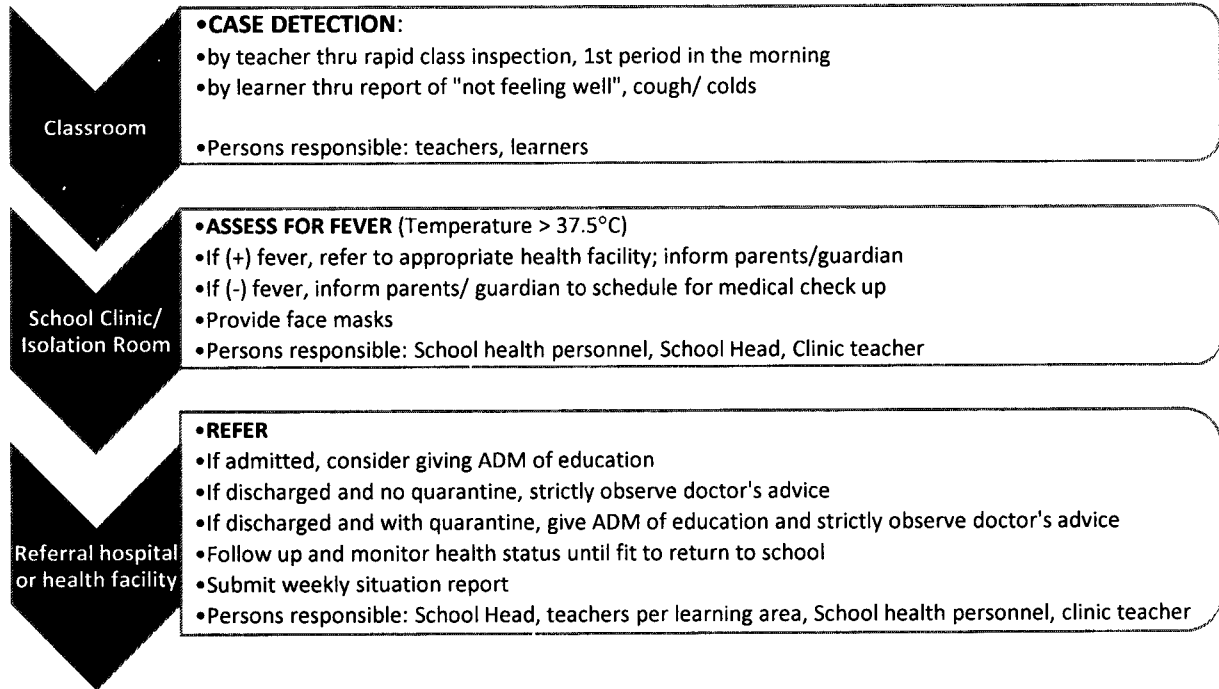 Classroom
•CASE DETECTION:
•by teacher thru rapid class inspection, 1st period in the morning
•by learner thru report of "not feeling well", cough/ colds
•Persons responsible: teachers, learners
School Clinic/
Isolation Room
•ASSESS FOR FEVER (Temperature > 37.5°C)
•If (+) fever, refer to appropriate health facility; inform parents/guardian
•If (-) fever, inform parents/ guardian to schedule for medical check up
•Provide face masks
•Persons responsible: School health personnel, School Head, Clinic teacher
Referral hospital
or health facility
•REFER
•If admitted, consider giving ADM of education
•If discharged and no quarantine, strictly observe doctor's advice
•If discharged and with quarantine, give ADM of education and strictly observe doctor's advice
•Follow up and monitor health status until fit to return to school
•Submit weekly situation report
•Persons responsible: School Head, teachers per learning area, School health personnel, clinic teacher